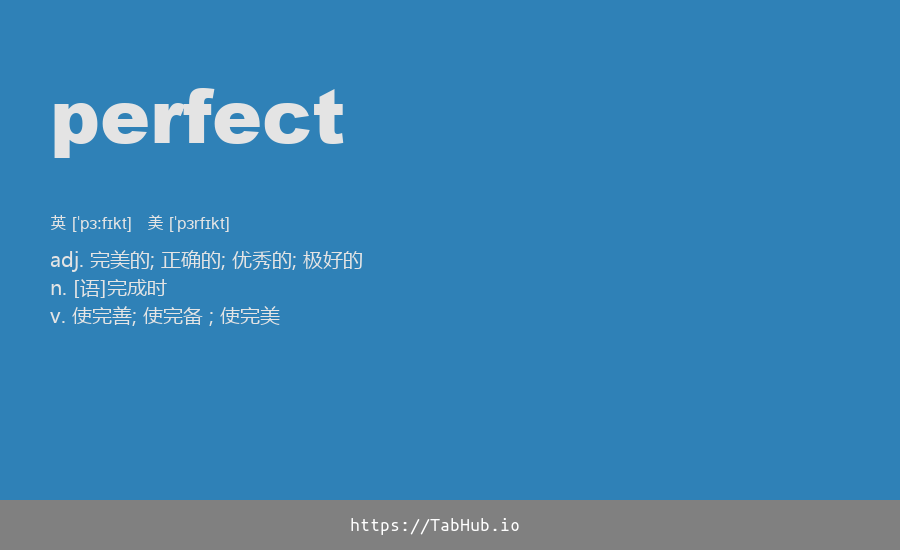 perfect
英 [ˈpɜːfɪkt] 美 [ˈpɜrfɪkt]
adj. 完美的; 正确的; 优秀的; 极好的
n. [语]完成时
v. 使完善; 使完备 ; 使完美
https://TabHub.io